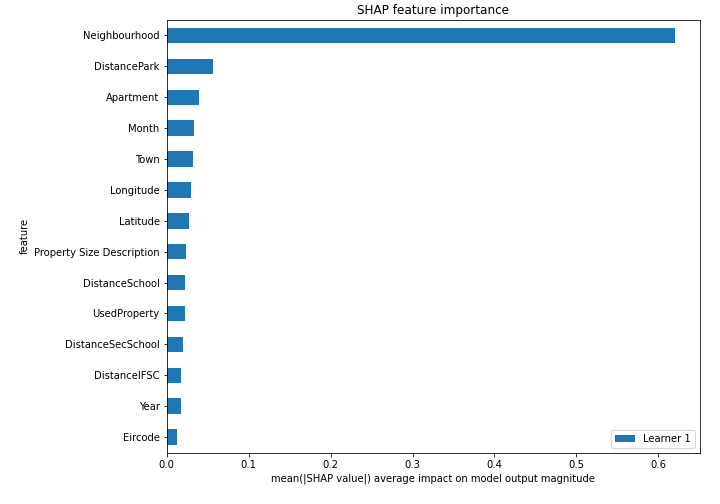 SHAP feature importance
Neighbourhood
DistancePark
Apartment
Month
Town
Longitude
Latitude
Property Size Description
DistanceSchool
UsedProperty
DistanceSecSchool
DistanceIFSC
Year
Eircode
feature
Learner 1
0.0 0.1 0.2 0.3 0.4 0.5 0.6
mean(|SHAP value|) average impact on model output magnitude